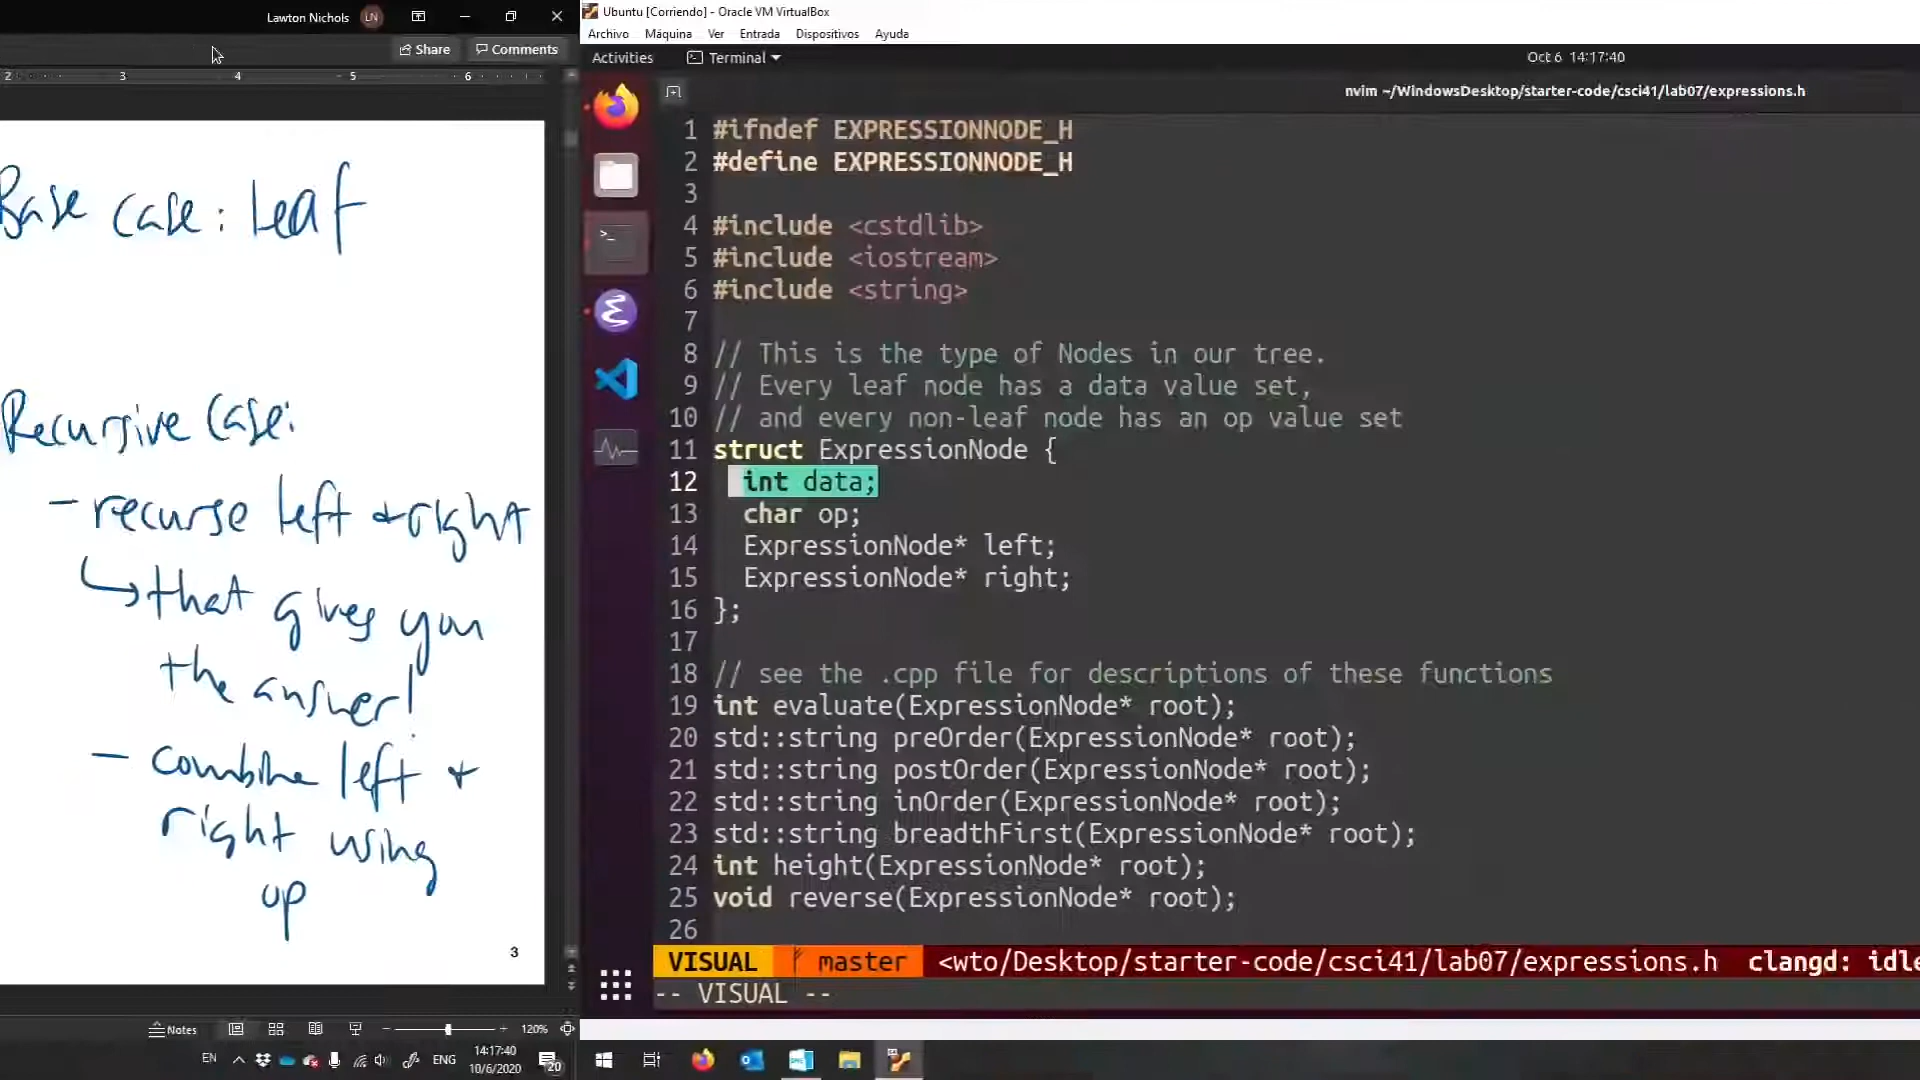 Lawton Nichols LN
Share Comments
2 3 4 5 6
Base case: Leaf
Recursive Case:
- recurse left + right
↳ that gives you
the answer!
- combine left +
right using
op
3
Notes
120%
EN
ENG
14:17:40
10/6/2020
20
Ubuntu [Corriendo] - Oracle VM VirtualBox
Archivo Máquina Ver Entrada Dispositivos Ayuda
Activities Terminal Oct 6 14:17:40
nvim ~/WindowsDesktop/starter-code/csci41/lab07/expressions.h
1 #ifndef EXPRESSIONNODE_H
2 #define EXPRESSIONNODE_H
3
4 #include <cstdlib>
5 #include <iostream>
6 #include <string>
7
8 // This is the type of Nodes in our tree.
9 // Every leaf node has a data value set,
10 // and every non-leaf node has an op value set
11 struct ExpressionNode {
12 int data;
13 char op;
14 ExpressionNode* left;
15 ExpressionNode* right;
16 };
17
18 // see the .cpp file for descriptions of these functions
19 int evaluate(ExpressionNode* root);
20 std::string preOrder(ExpressionNode* root);
21 std::string postOrder(ExpressionNode* root);
22 std::string inOrder(ExpressionNode* root);
23 std::string breadthFirst(ExpressionNode* root);
24 int height(ExpressionNode* root);
25 void reverse(ExpressionNode* root);
26
VISUAL master <wto/Desktop/starter-code/csci41/lab07/expressions.h clangd: idle
-- VISUAL --